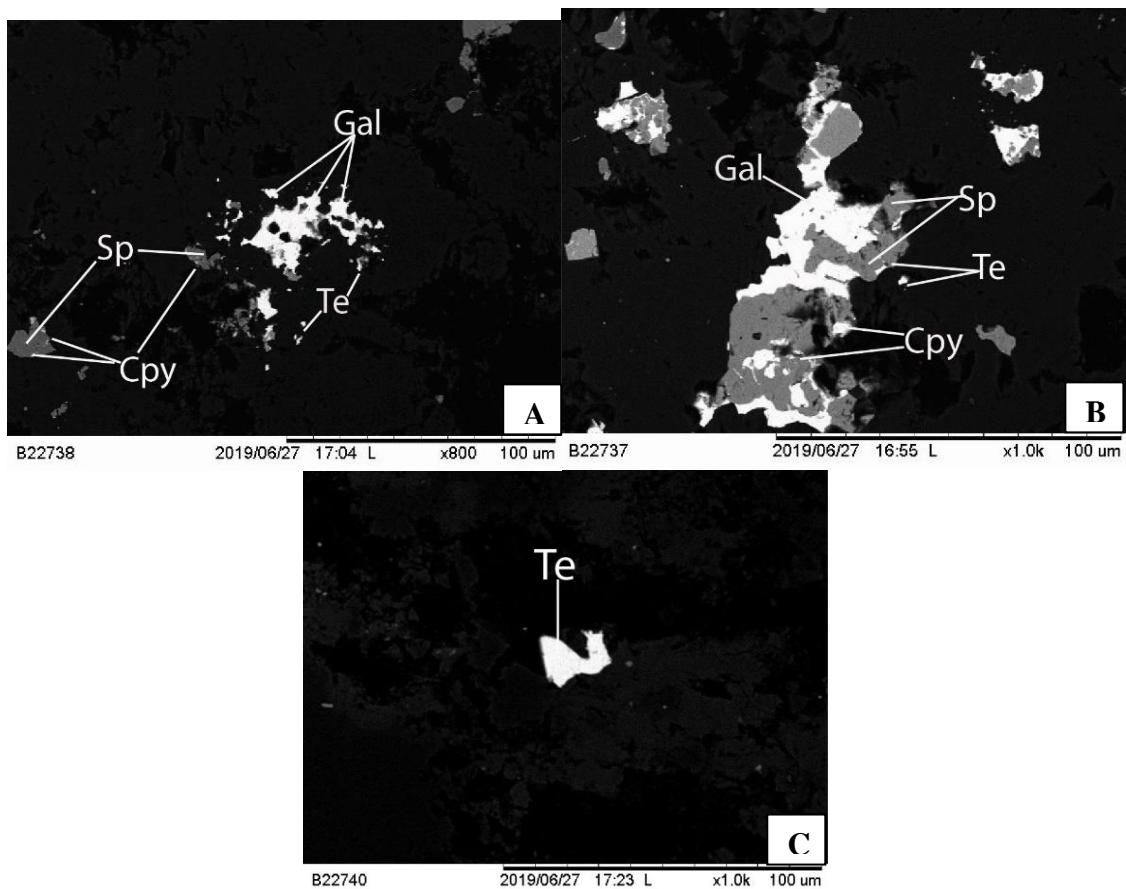 Gal
Sp
Te
Cpy
A
B22738 2019/06/27 17:04 L x800 100 um
Gal
Sp
Te
Cpy
B
B22737 2019/06/27 16:55 L x1.0k 100 um
Te
C
B22740 2019/06/27 17:23 L x1.0k 100 um